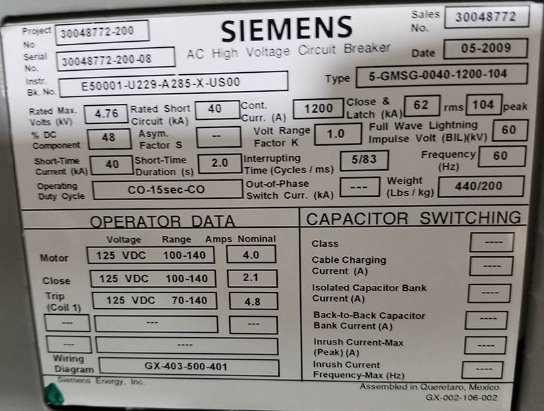 Project No 30048772-200 SIEMENS Sales No. 30048772
Serial No. 30048772-200-08 AC High Voltage Circuit Breaker Date 05-2009
Instr. Bk. No. E50001-U229-A285-X-US00 Type 5-GMSG-0040-1200-104
Rated Max. Volts (kV) 4.76 Rated Short Circuit (kA) 40 Cont. Curr. (A) 1200 Close & Latch (kA) 62 rms 104 peak
% DC Component 48 Asym. Factor S -- Volt Range Factor K 1.0 Full Wave Lightning Impulse Volt (BIL)(kV) 60
Short-Time Current (kA) 40 Short-Time Duration (s) 2.0 Interrupting Time (Cycles / ms) 5/83 Frequency (Hz) 60
Operating Duty Cycle CO-15sec-CO Out-of-Phase Switch Curr. (kA) --- Weight (Lbs / kg) 440/200
OPERATOR DATA
Voltage Range Amps Nominal
Motor 125 VDC 100-140 4.0
Close 125 VDC 100-140 2.1
Trip (Coil 1) 125 VDC 70-140 4.8
--- ---- ---
--- ---- ---
Wiring Diagram GX-403-500-401
Siemens Energy, Inc.
CAPACITOR SWITCHING
Class ----
Cable Charging Current (A) ----
Isolated Capacitor Bank Current (A) ----
Back-to-Back Capacitor Bank Current (A) ----
Inrush Current-Max (Peak) (A) ----
Inrush Current Frequency-Max (Hz) ----
Assembled in Queretaro, Mexico
GX-002-106-002